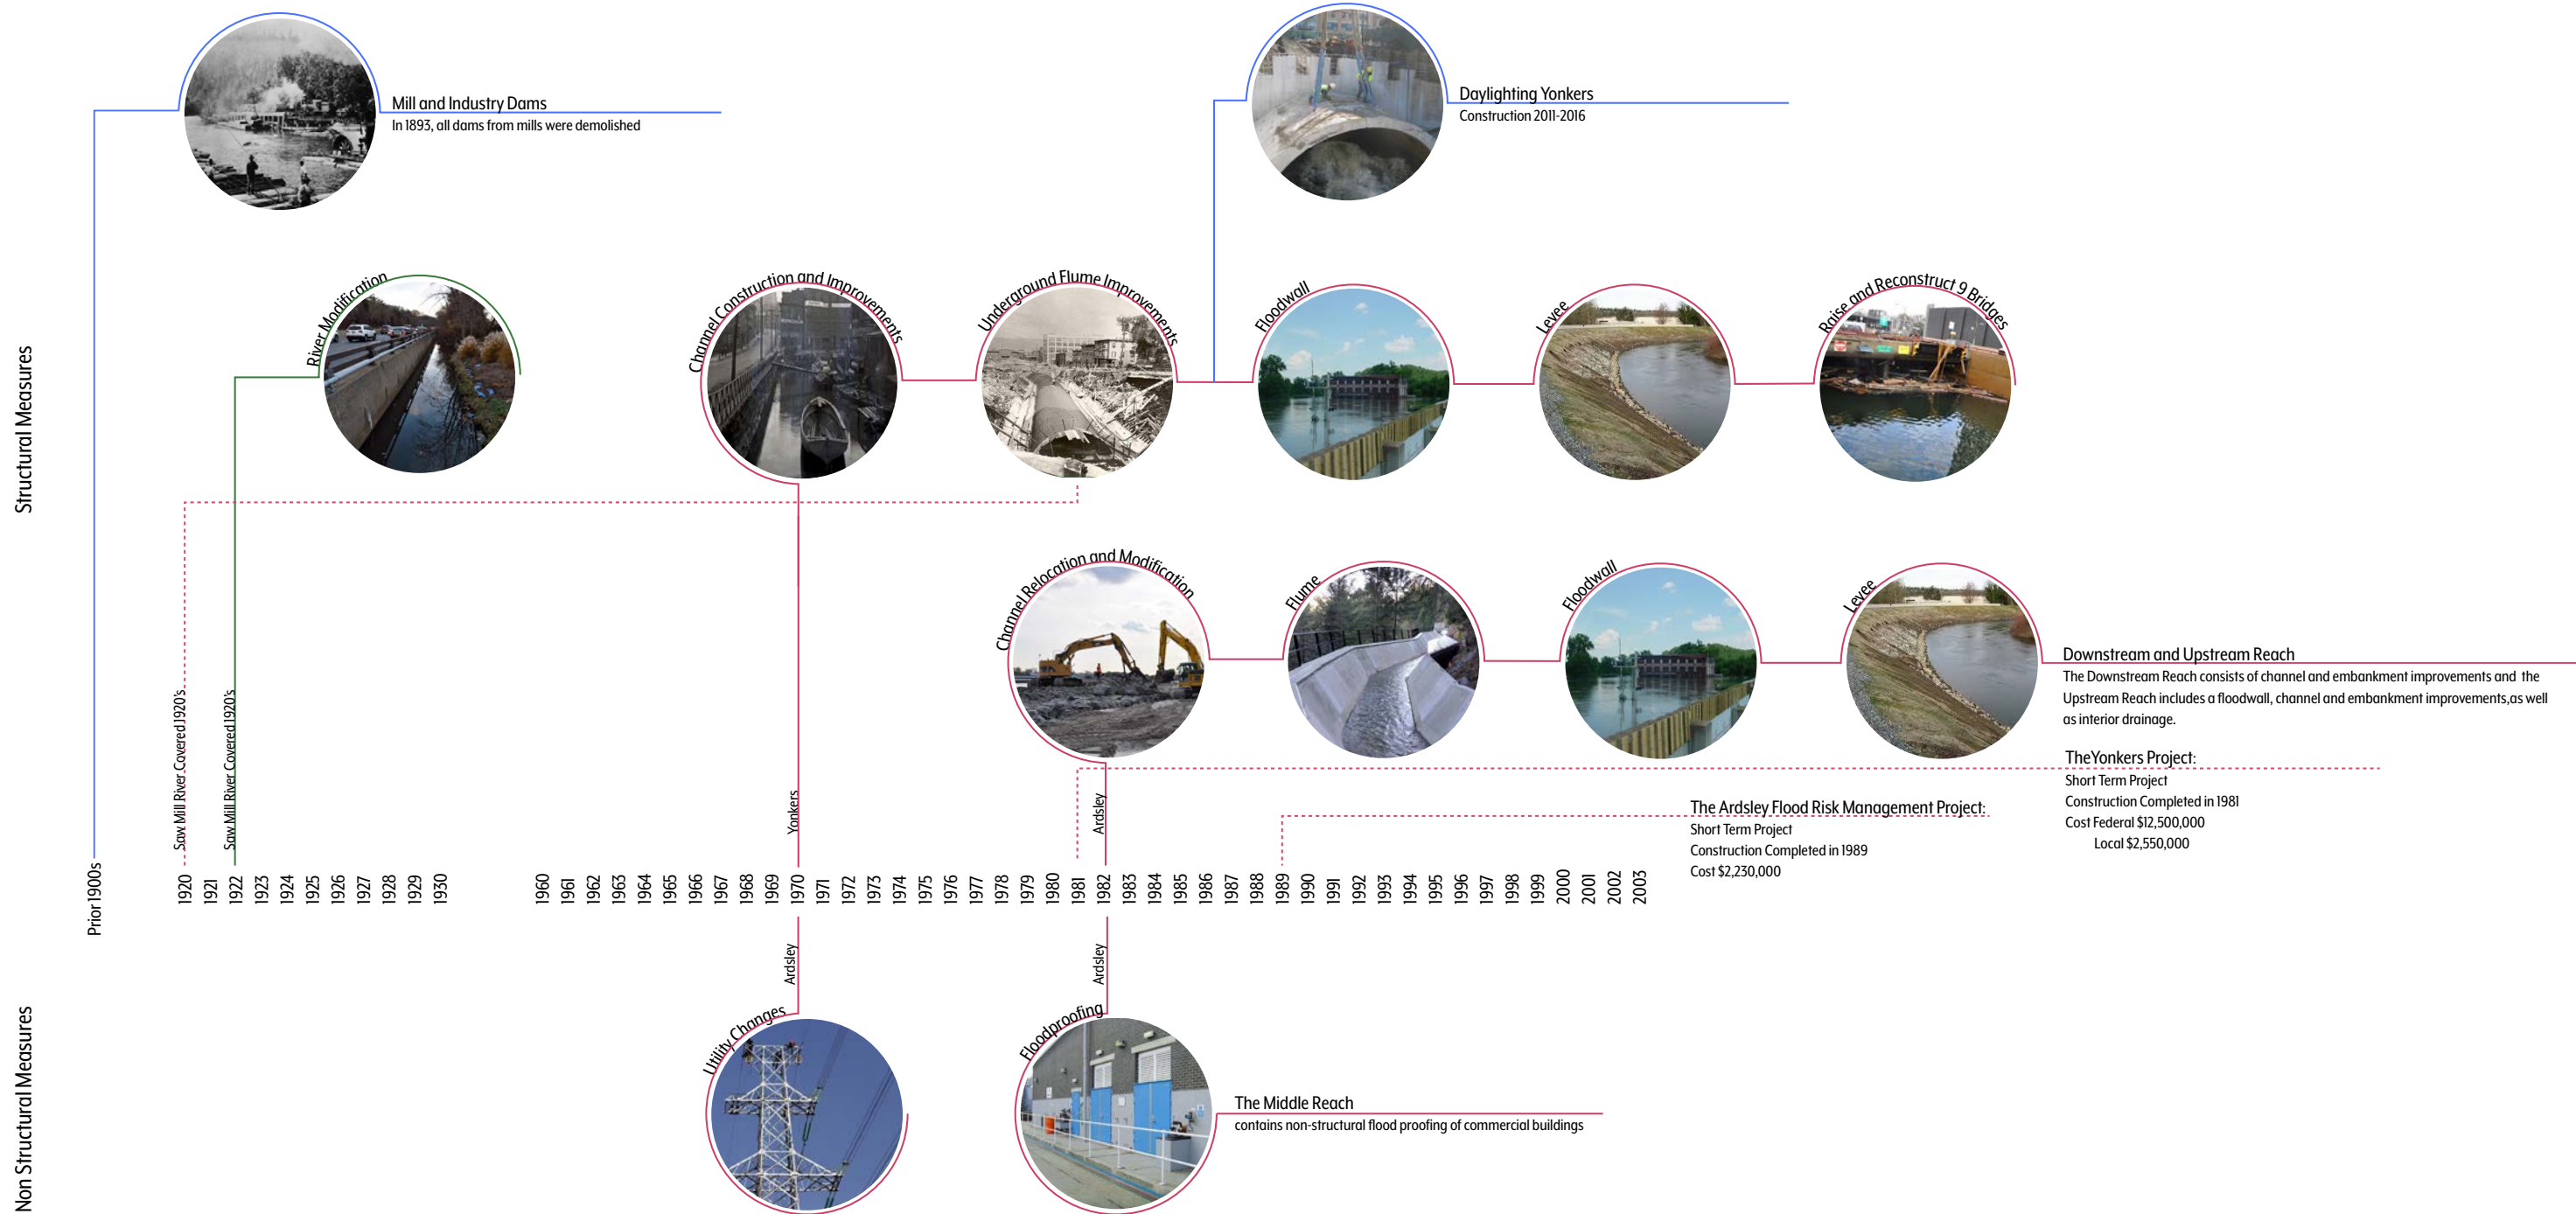 Mill and Industry Dams
In 1893, all dams from mills were demolished
Daylighting Yonkers
Construction 2011-2016
Structural Measures
River Modification
Channel Construction and Improvements
Underground Flume Improvements
Floodwall
Levee
Raise and Reconstruct 9 Bridges
Channel Relocation and Modification
Flume
Floodwall
Levee
Downstream and Upstream Reach
The Downstream Reach consists of channel and embankment improvements and the
Upstream Reach includes a floodwall, channel and embankment improvements,as well
as interior drainage.
Saw Mill River Covered 1920's
Saw Mill River Covered 1920's
Yonkers
Ardsley
TheYonkers Project:
Short Term Project
Construction Completed in 1981
Cost Federal $12,500,000
Local $2,550,000
The Ardsley Flood Risk Management Project:
Short Term Project
Construction Completed in 1989
Cost $2,230,000
Prior 1900s
1920
1921
1922
1923
1924
1925
1926
1927
1928
1929
1930
1960
1961
1962
1963
1964
1965
1966
1967
1968
1969
1970
1971
1972
1973
1974
1975
1976
1977
1978
1979
1980
1981
1982
1983
1984
1985
1986
1987
1988
1989
1990
1991
1992
1993
1994
1995
1996
1997
1998
1999
2000
2001
2002
2003
Non Structural Measures
Ardsley
Ardsley
Utility Changes
Floodproofing
The Middle Reach
contains non-structural flood proofing of commercial buildings